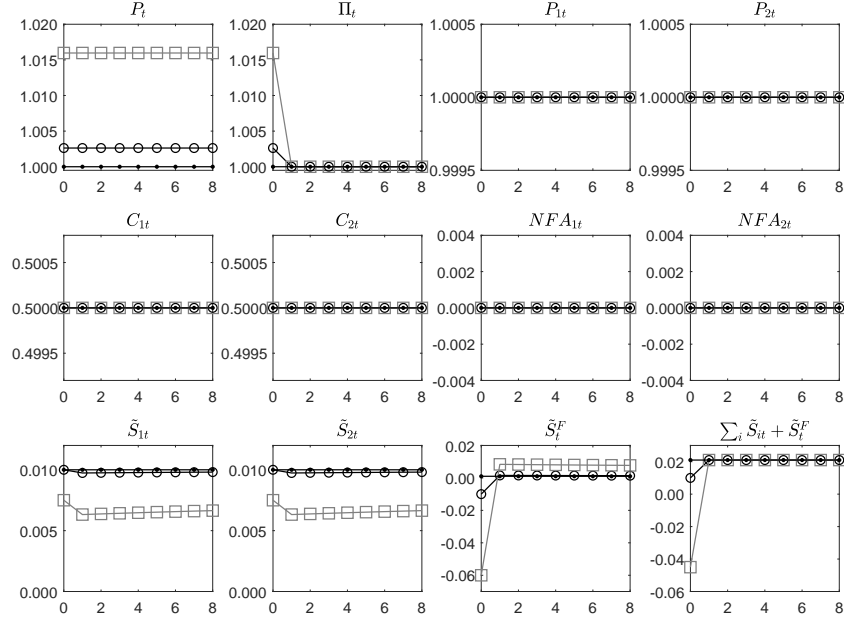 P_t Π_t P_{1t} P_{2t}
1.020 1.020 1.0005 1.0005
1.015 1.015
1.010 1.010 1.0000 1.0000
1.005 1.005
1.000 1.000 0.9995 0.9995
0 2 4 6 8 0 2 4 6 8 0 2 4 6 8 0 2 4 6 8
C_{1t} C_{2t} NFA_{1t} NFA_{2t}
0.004 0.004
0.5005 0.5005 0.002 0.002
0.5000 0.5000 0.000 0.000
0.4995 0.4995 -0.002 -0.002
-0.004 -0.004
0 2 4 6 8 0 2 4 6 8 0 2 4 6 8 0 2 4 6 8
S̃_{1t} S̃_{2t} S̃_t^F ∑_i S̃_{it} + S̃_t^F
0.02 0.02
0.010 0.010 0.00 0.00
-0.02 -0.02
0.005 0.005 -0.04 -0.04
0.000 0.000 -0.06 -0.06
0 2 4 6 8 0 2 4 6 8 0 2 4 6 8 0 2 4 6 8